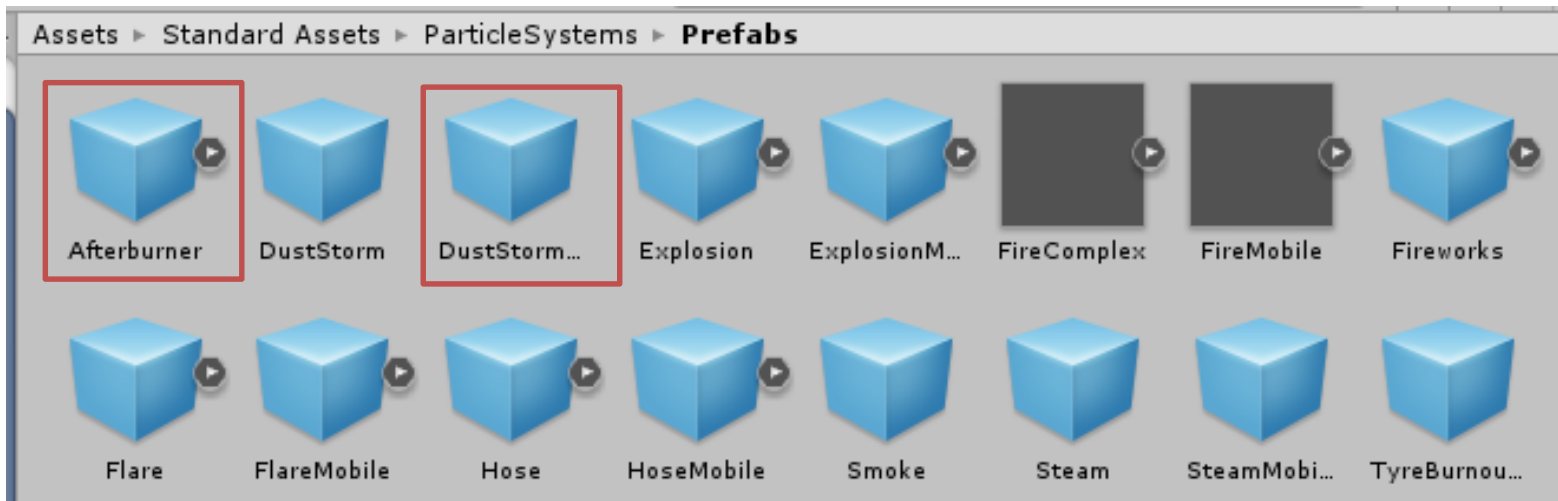 Assets ▸ Standard Assets ▸ ParticleSystems ▸ Prefabs
Afterburner DustStorm DustStorm... Explosion ExplosionM... FireComplex FireMobile Fireworks
Flare FlareMobile Hose HoseMobile Smoke Steam SteamMobi... TyreBurnou...